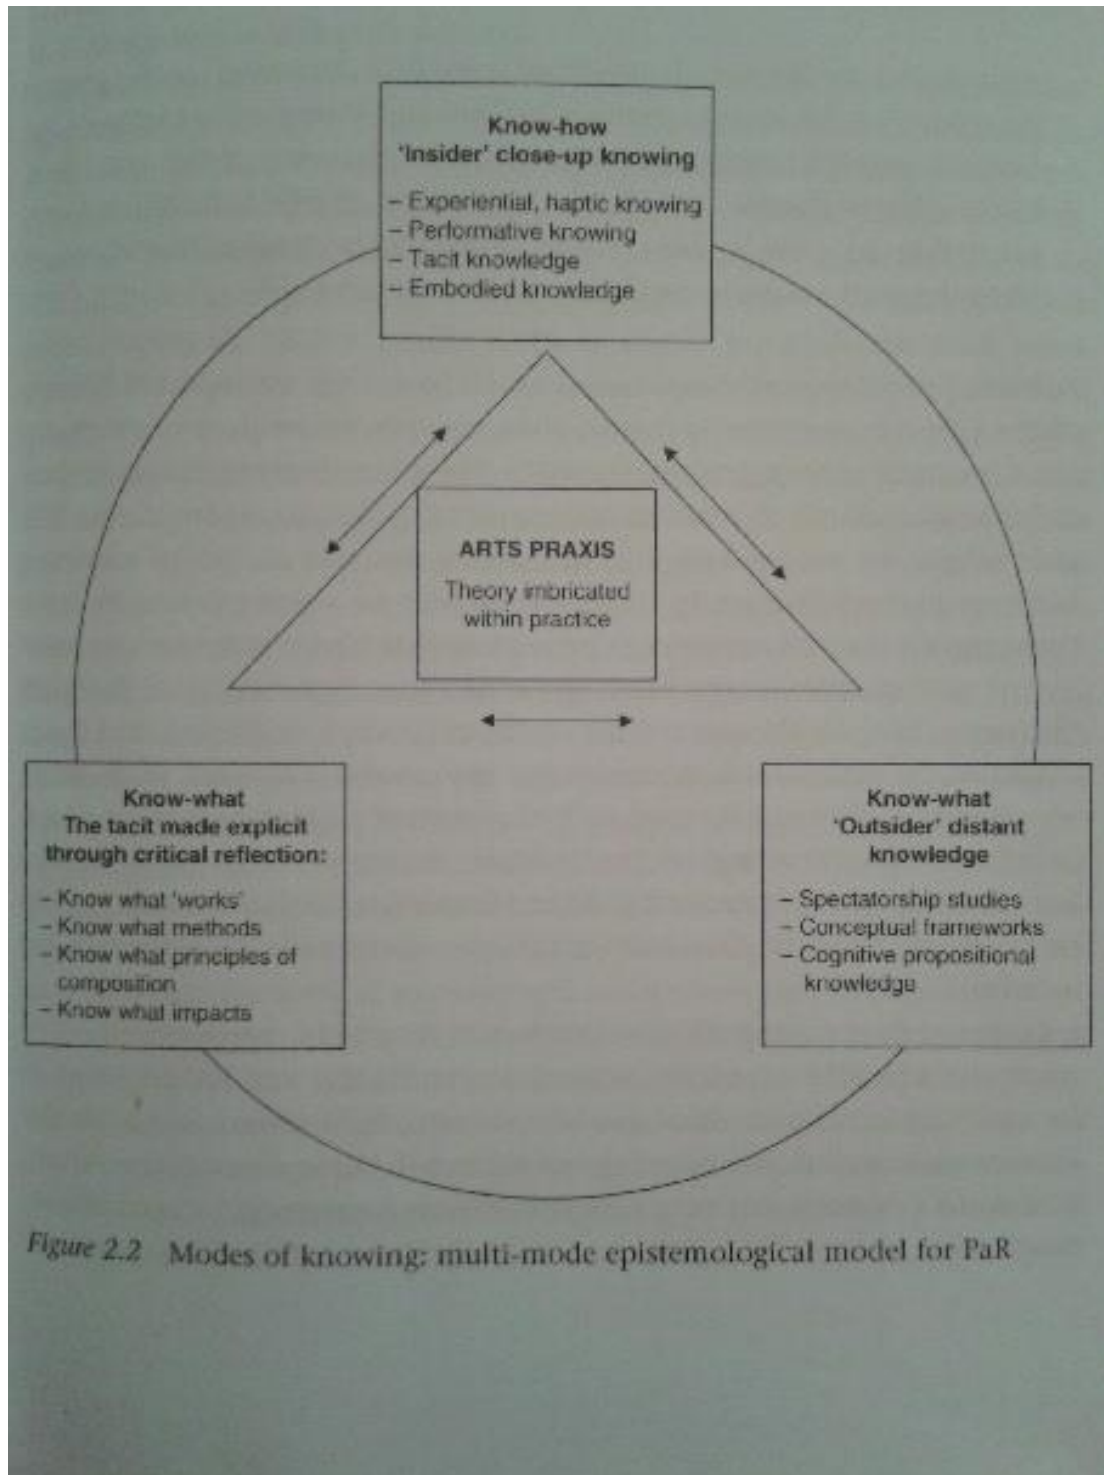 Know-how
‘Insider’ close-up knowing
– Experiential, haptic knowing
– Performative knowing
– Tacit knowledge
– Embodied knowledge
ARTS PRAXIS
Theory imbricated
within practice
Know-what
The tacit made explicit
through critical reflection:
– Know what ‘works’
– Know what methods
– Know what principles of
composition
– Know what impacts
Know-what
‘Outsider’ distant
knowledge
– Spectatorship studies
– Conceptual frameworks
– Cognitive propositional
knowledge
Figure 2.2 Modes of knowing: multi-mode epistemological model for PaR